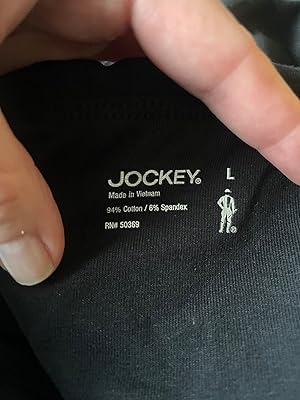 JOCKEY® L
Made in Vietnam
94% Cotton / 6% Spandex
RN# 50369
®